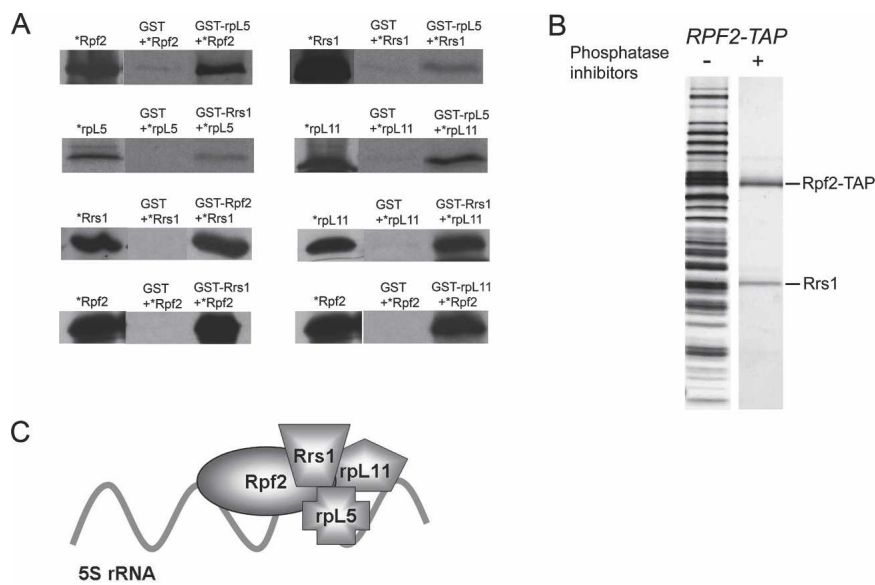 A
*Rpf2 GST +*Rpf2 GST-rpL5 +*Rpf2
*Rrs1 GST +*Rrs1 GST-rpL5 +*Rrs1
*rpL5 GST +*rpL5 GST-Rrs1 +*rpL5
*rpL11 GST +*rpL11 GST-rpL5 +*rpL11
*Rrs1 GST +*Rrs1 GST-Rpf2 +*Rrs1
*rpL11 GST +*rpL11 GST-Rrs1 +*rpL11
*Rpf2 GST +*Rpf2 GST-Rrs1 +*Rpf2
*Rpf2 GST +*Rpf2 GST-rpL11 +*Rpf2
B
RPF2-TAP
Phosphatase - +
inhibitors
Rpf2-TAP
Rrs1
C
Rrs1
Rpf2
rpL11
rpL5
5S rRNA